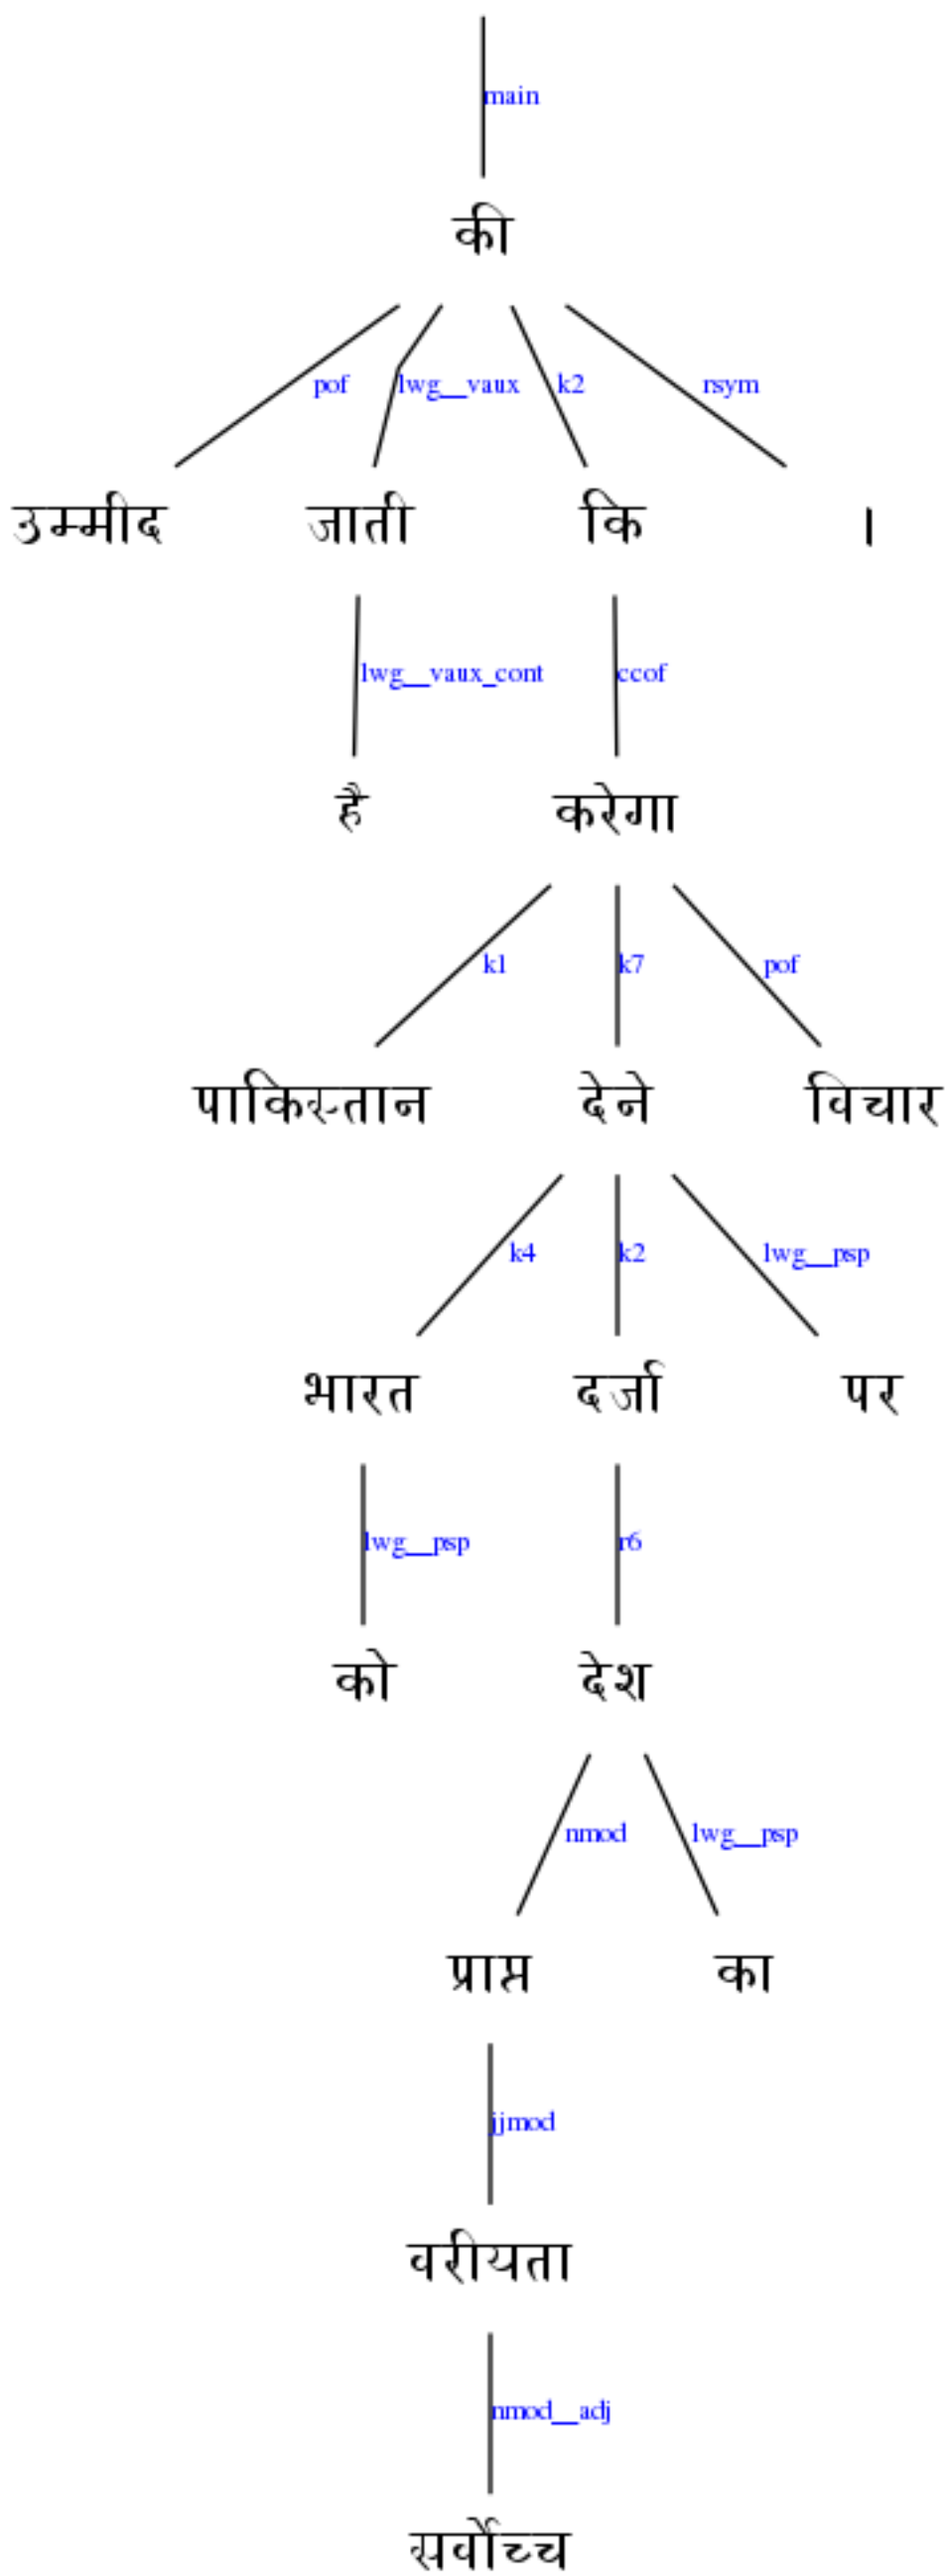 main
की
pof lwg__vaux k2 rsym
उम्मीद जाती कि ।
lwg__vaux_cont ccof
है करेगा
k1 k7 pof
पाकिस्तान देने विचार
k4 k2 lwg__psp
भारत दर्जा पर
lwg__psp r6
को देश
nmod lwg__psp
प्राप्त का
jjmod
वरीयता
nmod__adj
सर्वोच्च